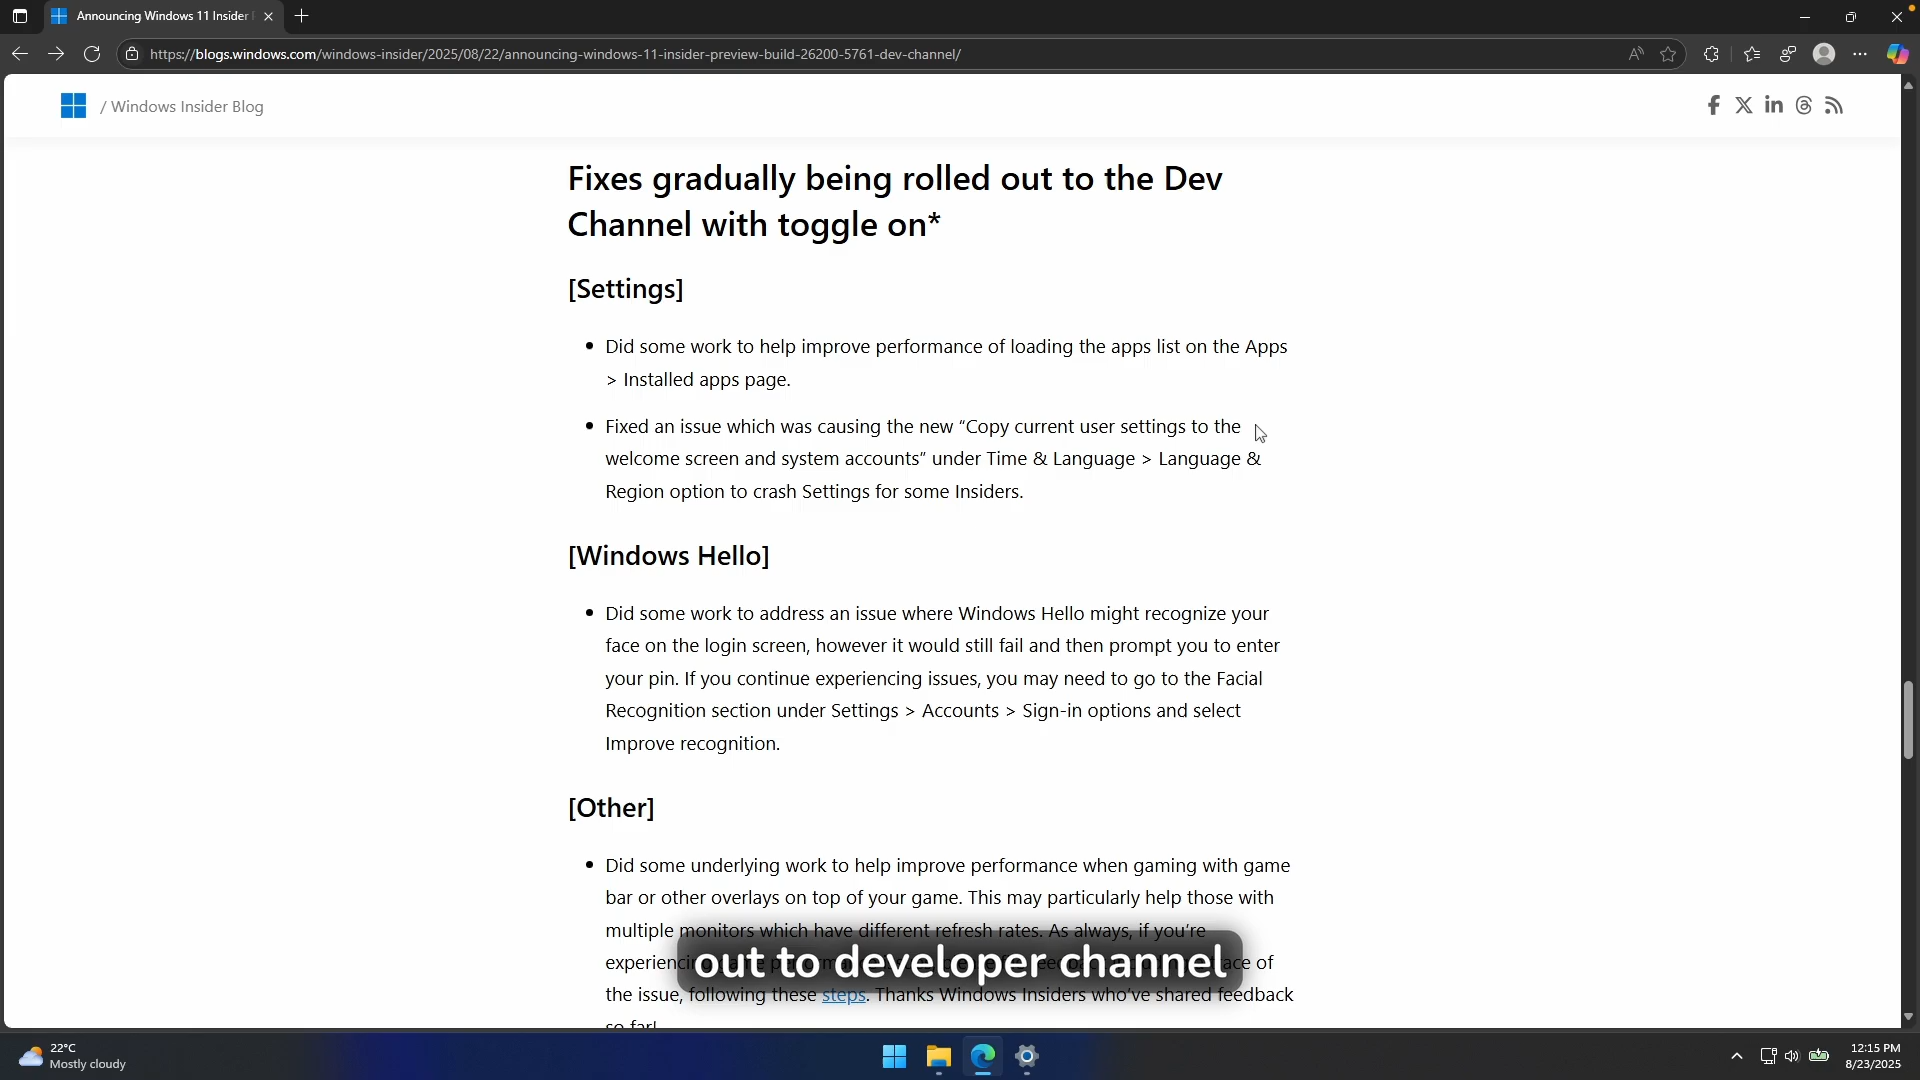 Announcing Windows 11 Insider
https://blogs.windows.com/windows-insider/2025/08/22/announcing-windows-11-insider-preview-build-26200-5761-dev-channel/
/ Windows Insider Blog
Fixes gradually being rolled out to the Dev
Channel with toggle on*
[Settings]
• Did some work to help improve performance of loading the apps list on the Apps
> Installed apps page.
• Fixed an issue which was causing the new “Copy current user settings to the
welcome screen and system accounts” under Time & Language > Language &
Region option to crash Settings for some Insiders.
[Windows Hello]
• Did some work to address an issue where Windows Hello might recognize your
face on the login screen, however it would still fail and then prompt you to enter
your pin. If you continue experiencing issues, you may need to go to the Facial
Recognition section under Settings > Accounts > Sign-in options and select
Improve recognition.
[Other]
• Did some underlying work to help improve performance when gaming with game
bar or other overlays on top of your game. This may particularly help those with
multiple monitors which have different refresh rates. As always, if you’re
of
out to developer channel
the issue, following these steps. Thanks Windows Insiders who’ve shared feedback
so far!
22°C
Mostly cloudy
12:15 PM
8/23/2025